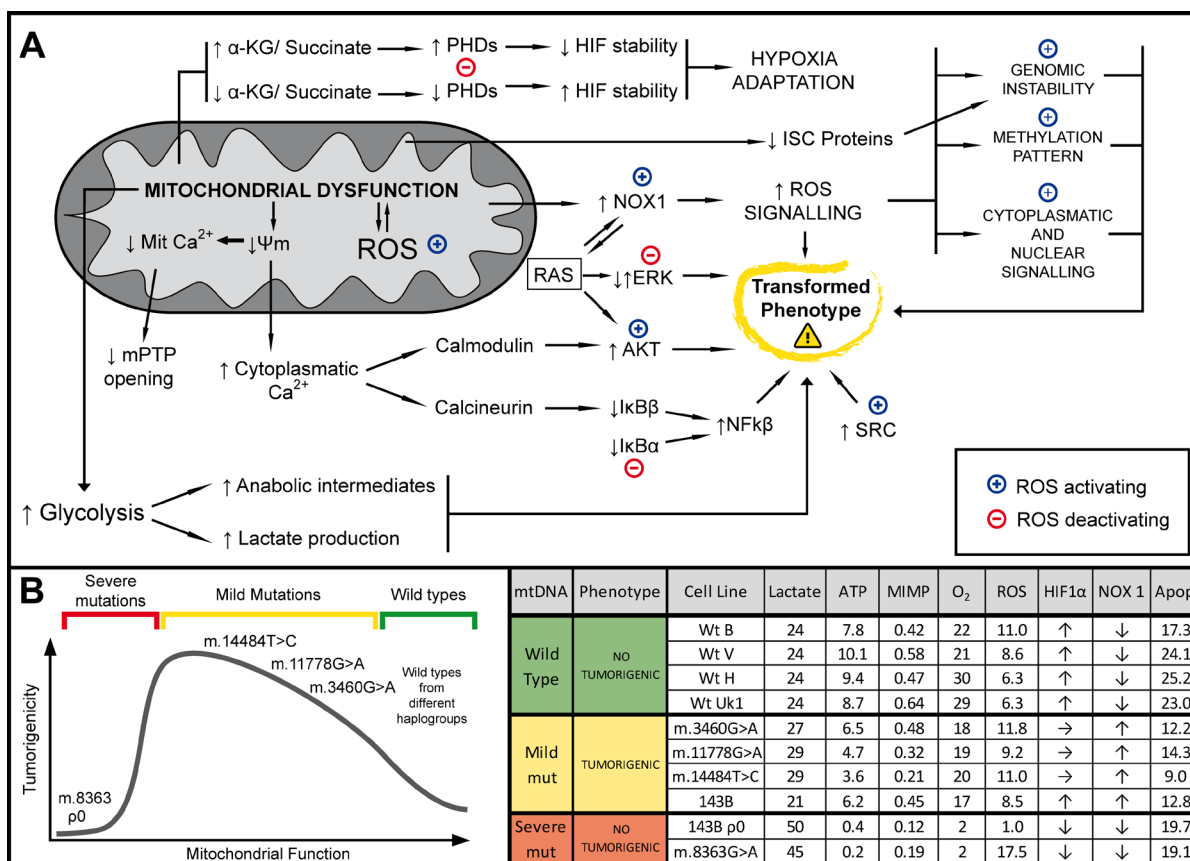 A
↑ α-KG/ Succinate
↑ PHDs
↓ HIF stability
↓ α-KG/ Succinate
↓ PHDs
↑ HIF stability
HYPOXIA
ADAPTATION
GENOMIC
INSTABILITY
METHYLATION
PATTERN
CYTOPLASMATIC
AND
NUCLEAR
SIGNALLING
↓ ISC Proteins
MITOCHONDRIAL DYSFUNCTION
↓ Mit Ca²⁺
↓Ψm
ROS
↑ NOX1
↑ ROS
SIGNALLING
RAS
↓↑ERK
↑ AKT
Transformed
Phenotype
!
↓ mPTP
opening
↑ Cytoplasmatic
Ca²⁺
Calmodulin
Calcineurin
↓IκBβ
↓IκBα
↑NFkβ
↑ SRC
↑ Glycolysis
↑ Anabolic intermediates
↑ Lactate production
ROS activating
ROS deactivating
B
Severe
mutations
Mild Mutations
Wild types
m.14484T>C
m.11778G>A
m.3460G>A
Wild types
from
different
haplogroups
m.8363
ρ0
Tumorigenicity
Mitochondrial Function
mtDNA Phenotype Cell Line Lactate ATP MIMP O₂ ROS HIF1α NOX 1 Apop
Wild
Type
NO
TUMORIGENIC
Wt B 24 7.8 0.42 22 11.0 ↑ ↓ 17.3
Wt V 24 10.1 0.58 21 8.6 ↑ ↓ 24.1
Wt H 24 9.4 0.47 30 6.3 ↑ ↓ 25.2
Wt Uk1 24 8.7 0.64 29 6.3 ↑ ↓ 23.0
Mild
mut
TUMORIGENIC
m.3460G>A 27 6.5 0.48 18 11.8 → ↑ 12.2
m.11778G>A 29 4.7 0.32 19 9.2 → ↑ 14.3
m.14484T>C 29 3.6 0.21 20 11.0 → ↑ 9.0
143B 21 6.2 0.45 17 8.5 ↑ ↑ 12.8
Severe
mut
NO
TUMORIGENIC
143B ρ0 50 0.4 0.12 2 1.0 ↓ ↓ 19.7
m.8363G>A 45 0.2 0.19 2 17.5 ↓ ↓ 19.1